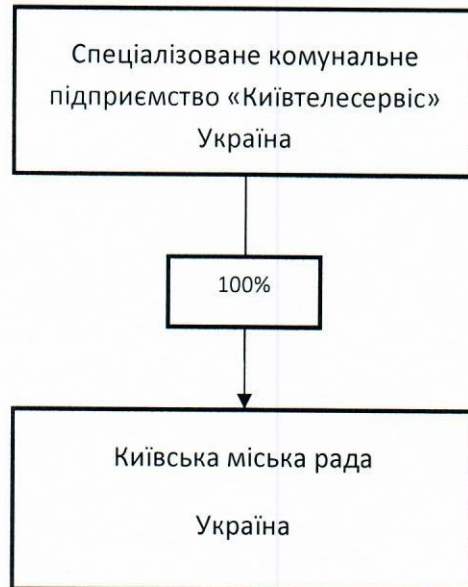 Спеціалізоване комунальне
підприємство «Київтелесервіс»
Україна
100%
Київська міська рада
Україна